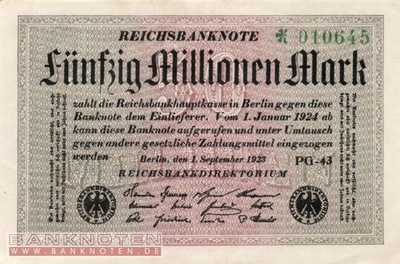 REICHSBANKNOTE * 010645
Fünfzig Millionen Mark
zahlt die Reichsbankhauptkasse in Berlin gegen diese
Banknote dem Einlieferer. Vom 1. Januar 1924 ab
kann diese Banknote aufgerufen und unter Umtausch
gegen andere gesetzliche Zahlungsmittel eingezogen
werden
Berlin, den 1. September 1923 PG-43
REICHSBANKDIREKTORIUM
BANKNOTEN
WWW.BANKNOTEN.DE